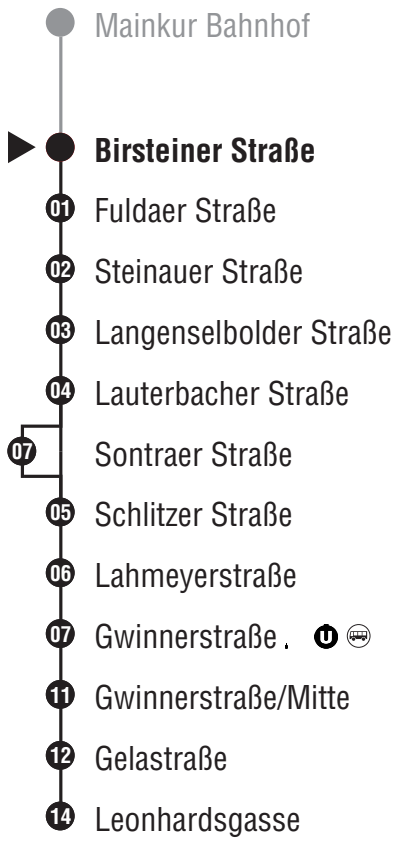 Mainkur Bahnhof
Birsteiner Straße
01 Fuldaer Straße
02 Steinauer Straße
03 Langenselbolder Straße
04 Lauterbacher Straße
07 Sontraer Straße
05 Schlitzer Straße
06 Lahmeyerstraße
07 Gwinnerstraße . U
11 Gwinnerstraße/Mitte
12 Gelastraße
14 Leonhardsgasse